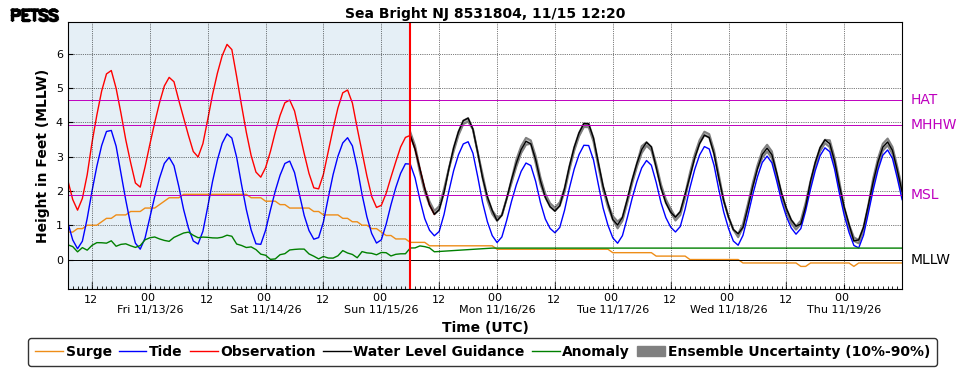 PETSS
Sea Bright NJ 8531804, 11/15 12:20
Height in Feet (MLLW)
6
5
4
3
2
1
0
HAT
MHHW
MSL
MLLW
12 00 12 00 12 00 12 00 12 00 12 00 12 00
Fri 11/13/26 Sat 11/14/26 Sun 11/15/26 Mon 11/16/26 Tue 11/17/26 Wed 11/18/26 Thu 11/19/26
Time (UTC)
Surge Tide Observation Water Level Guidance Anomaly Ensemble Uncertainty (10%-90%)